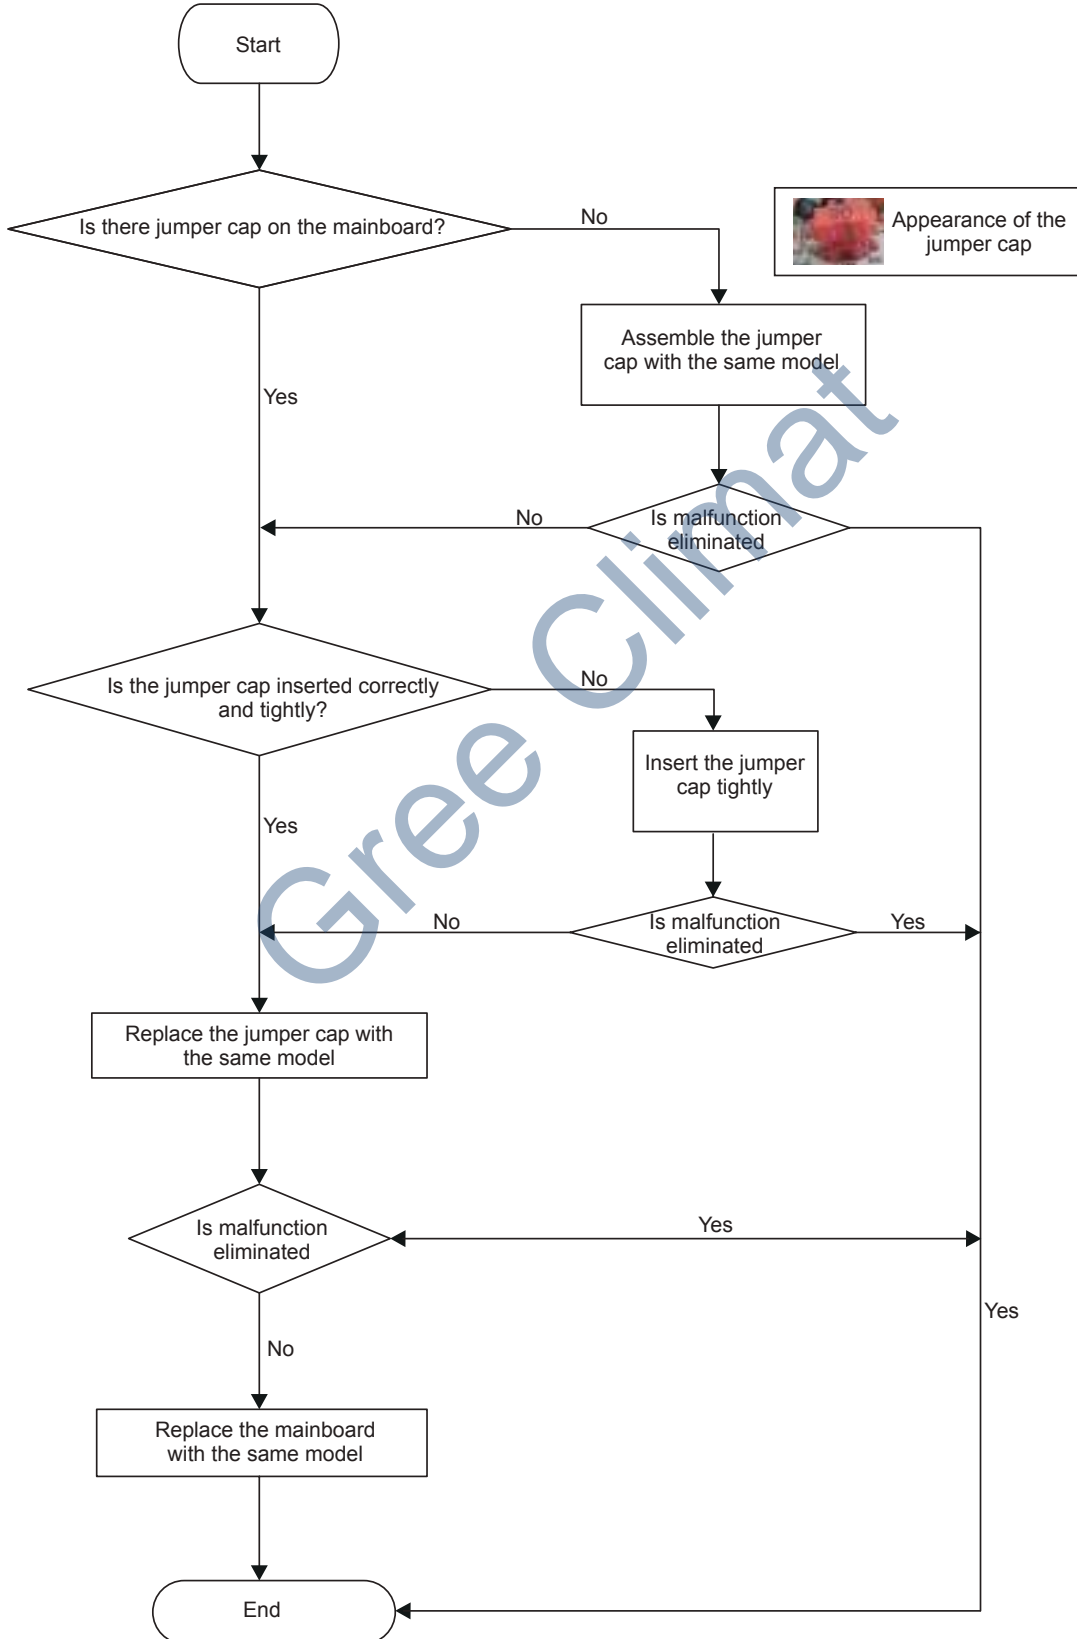 Start
Is there jumper cap on the mainboard?
No
Appearance of the
jumper cap
Assemble the jumper
cap with the same model
Yes
No
Is malfunction
eliminated
Is the jumper cap inserted correctly
and tightly?
No
Insert the jumper
cap tightly
Yes
No
Is malfunction
eliminated
Yes
Replace the jumper cap with
the same model
Is malfunction
eliminated
Yes
Yes
No
Replace the mainboard
with the same model
End
Gree Climat